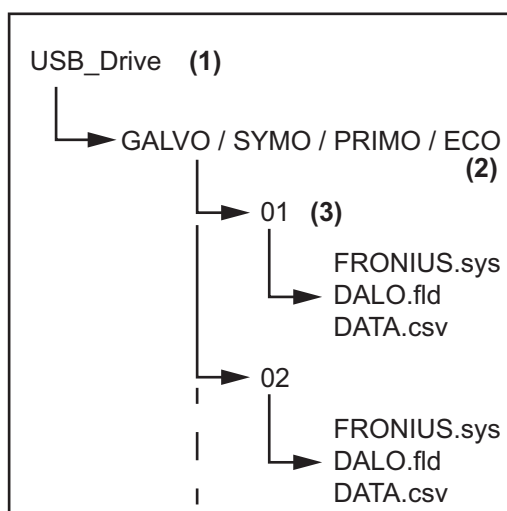 USB_Drive (1)
GALVO / SYMO / PRIMO / ECO
(2)
01 (3)
FRONIUS.sys
DALO.fld
DATA.csv
02
FRONIUS.sys
DALO.fld
DATA.csv